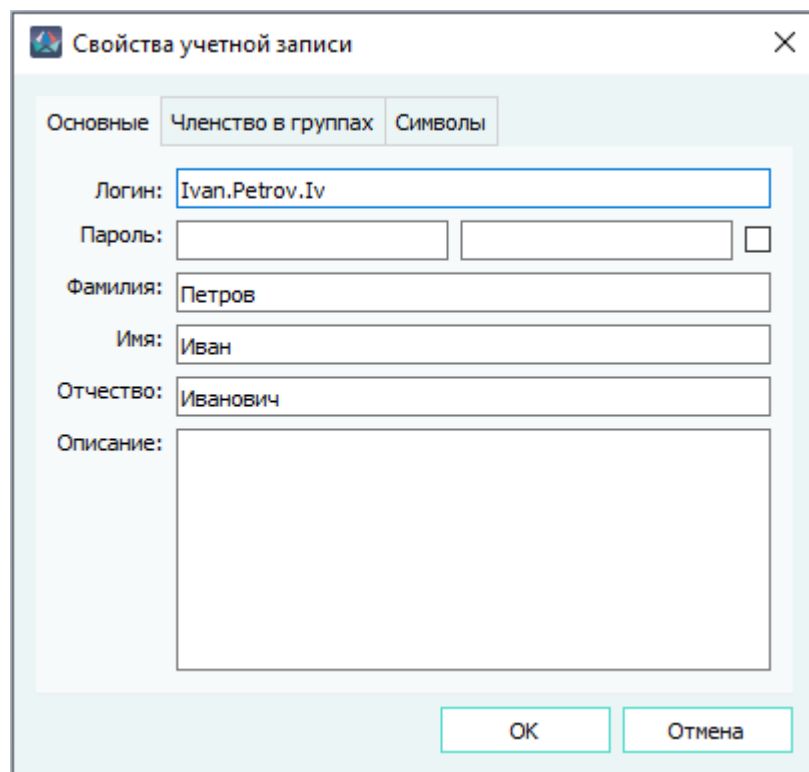 Свойства учетной записи
Основные Членство в группах Символы
Логин: Ivan.Petrov.Iv
Пароль:
Фамилия: Петров
Имя: Иван
Отчество: Иванович
Описание:
OK Отмена